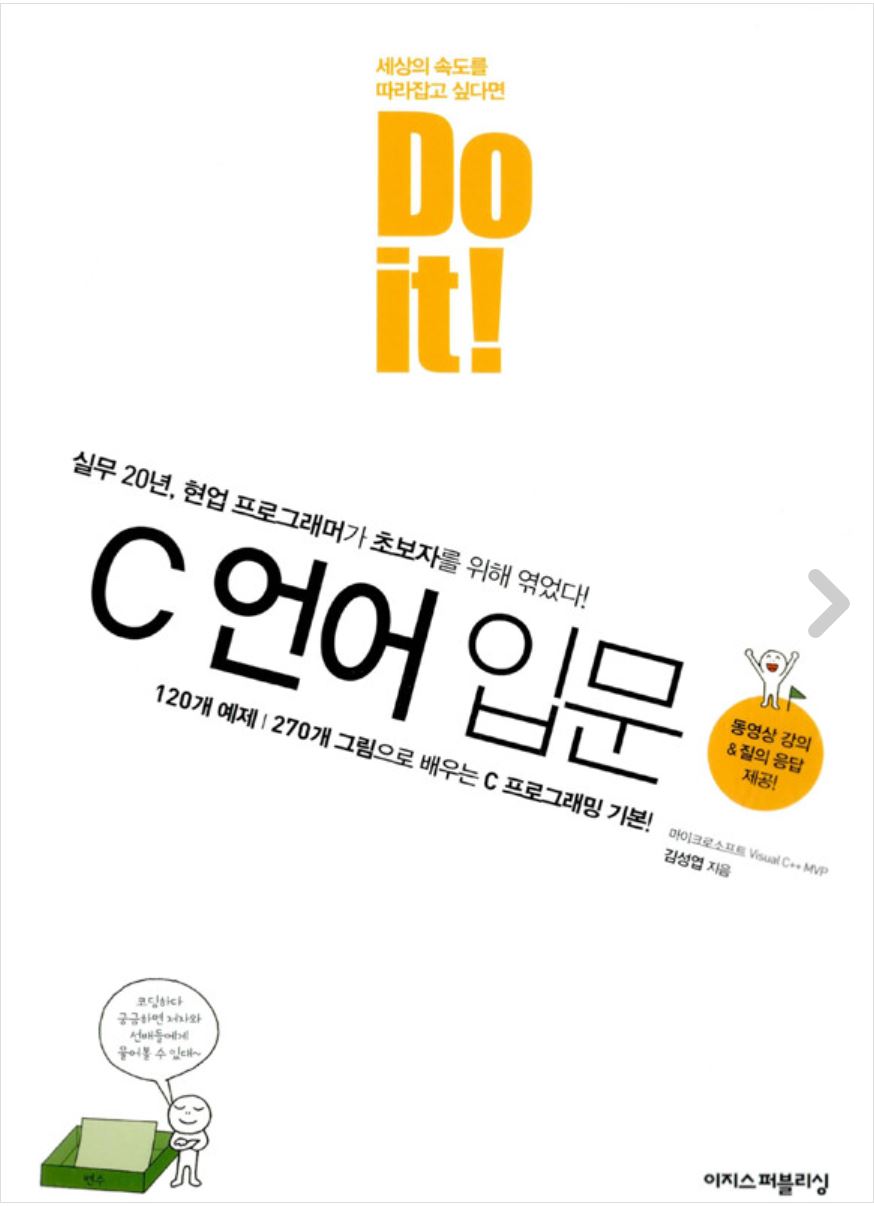 세상의 속도를
따라잡고 싶다면
Do
it!
실무 20년, 현업 프로그래머가 초보자를 위해 엮었다!
C 언어 입문
120개 예제 | 270개 그림으로 배우는 C 프로그래밍 기본!
동영상 강의
& 질의 응답
제공!
마이크로소프트 Visual C++ MVP
김성엽 지음
코딩하다
궁금하면 저자와
선배들에게
물어볼 수 있대~
변수
이지스 퍼블리싱